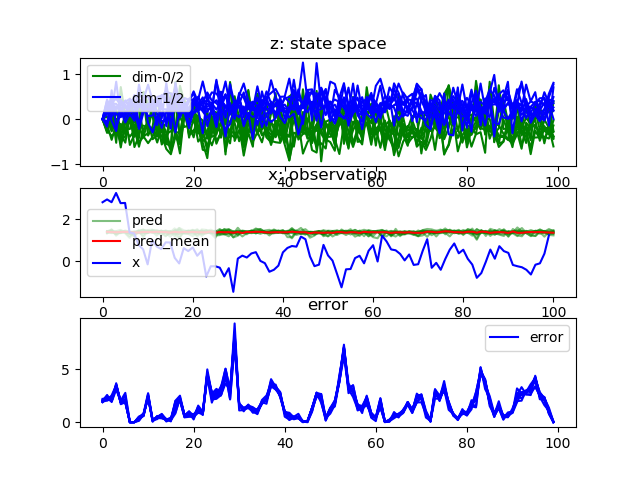 z: state space
1
0
−1
dim-0/2
dim-1/2
0 20 40 60 80 100
x: observation
2
0
pred
pred_mean
x
0 20 40 60 80 100
error
5
0
error
0 20 40 60 80 100